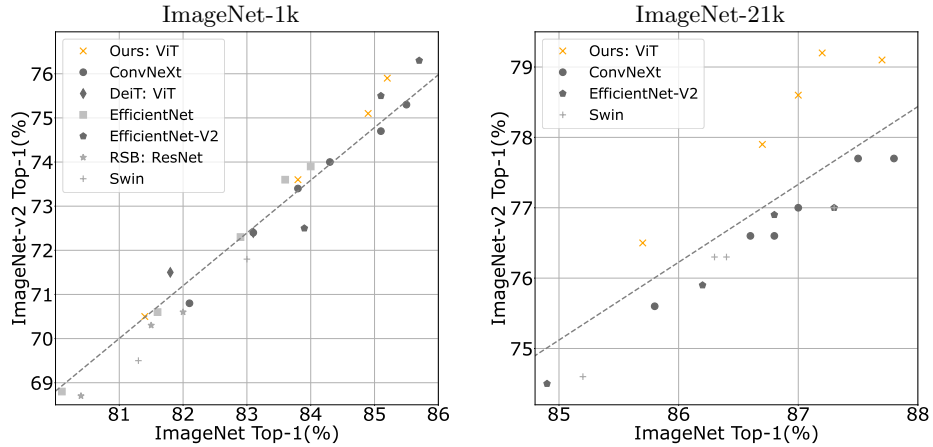 ImageNet-1k
ImageNet-v2 Top-1(%)
76
75
74
73
72
71
70
69
Ours: ViT
ConvNeXt
DeiT: ViT
EfficientNet
EfficientNet-V2
RSB: ResNet
Swin
81 82 83 84 85 86
ImageNet Top-1(%)
ImageNet-21k
ImageNet-v2 Top-1(%)
79
78
77
76
75
Ours: ViT
ConvNeXt
EfficientNet-V2
Swin
85 86 87 88
ImageNet Top-1(%)